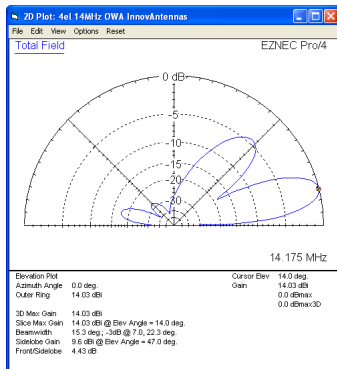 2D Plot: 4el 14MHz OWA InnovAntennas
File Edit View Options Reset
Total Field
EZNEC Pro/4
0 dB
-5
-10
-15
-20
-30
14.175 MHz
Elevation Plot
Azimuth Angle 0.0 deg.
Outer Ring 14.03 dBi
Cursor Elev 14.0 deg.
Gain 14.03 dBi
0.0 dBmax
0.0 dBmax3D
3D Max Gain 14.03 dBi
Slice Max Gain 14.03 dBi @ Elev Angle = 14.0 deg.
Beamwidth 15.3 deg.; -3dB @ 7.0, 22.3 deg.
Sidelobe Gain 9.6 dBi @ Elev Angle = 47.0 deg.
Front/Sidelobe 4.43 dB